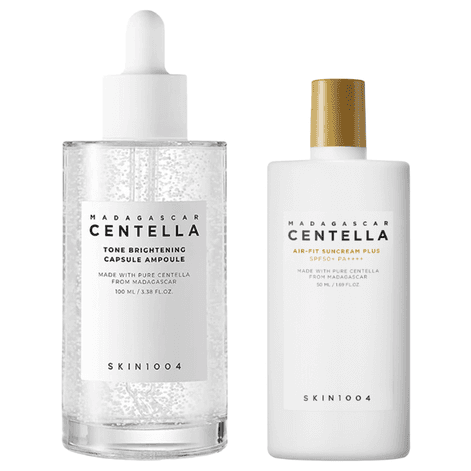 MADAGASCAR
CENTELLA
TONE BRIGHTENING
CAPSULE AMPOULE
MADE WITH PURE CENTELLA
FROM MADAGASCAR
100 ML / 3.38 FL.OZ.
SKIN1004
MADAGASCAR
CENTELLA
AIR-FIT SUNCREAM PLUS
SPF50+ PA++++
MADE WITH PURE CENTELLA
FROM MADAGASCAR
50 ML / 1.69 FL.OZ.
SKIN1004